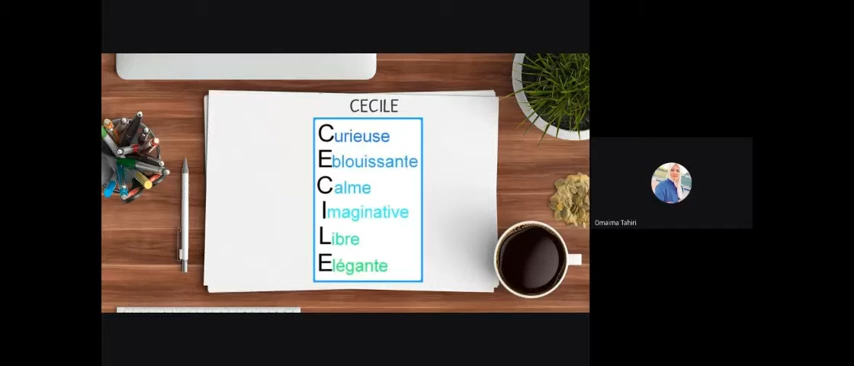 CECILE
Curieuse
Eblouissante
Calme
Imaginative
Libre
Elégante
Omaima Tahiri